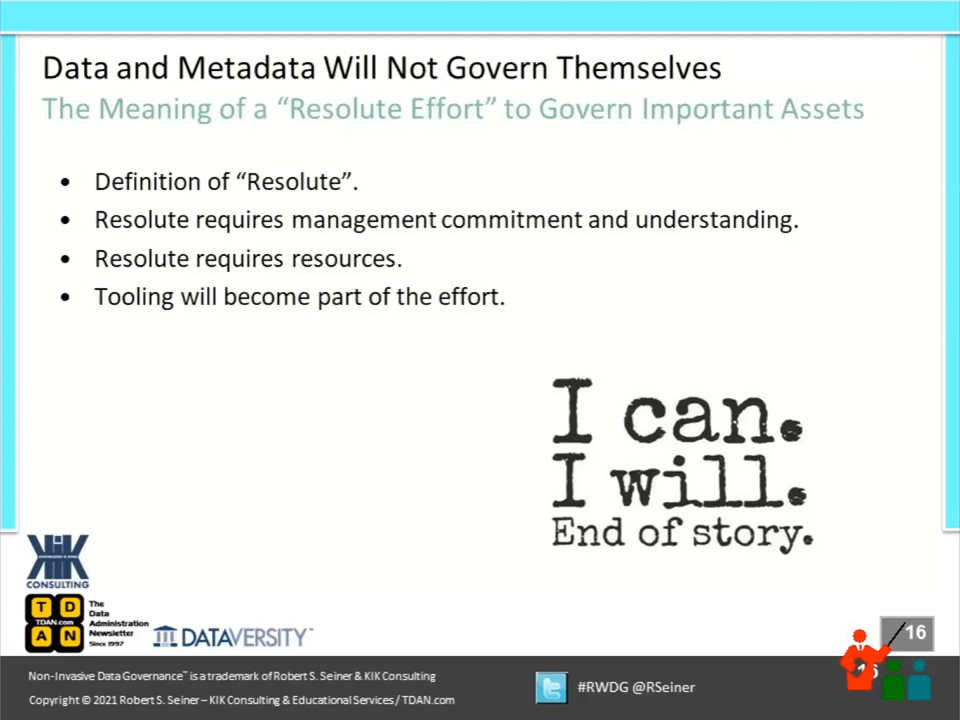 Data and Metadata Will Not Govern Themselves
The Meaning of a “Resolute Effort” to Govern Important Assets
• Definition of “Resolute”.
• Resolute requires management commitment and understanding.
• Resolute requires resources.
• Tooling will become part of the effort.
I can.
I will.
End of story.
KIK
CONSULTING
T D
TDAN.com
A N
The
Data
Administration
Newsletter
Since 1997
DATAVERSITY™
16
16
Non-Invasive Data Governance™ is a trademark of Robert S. Seiner & KIK Consulting
Copyright © 2021 Robert S. Seiner – KIK Consulting & Educational Services / TDAN.com
#RWDG @RSeiner